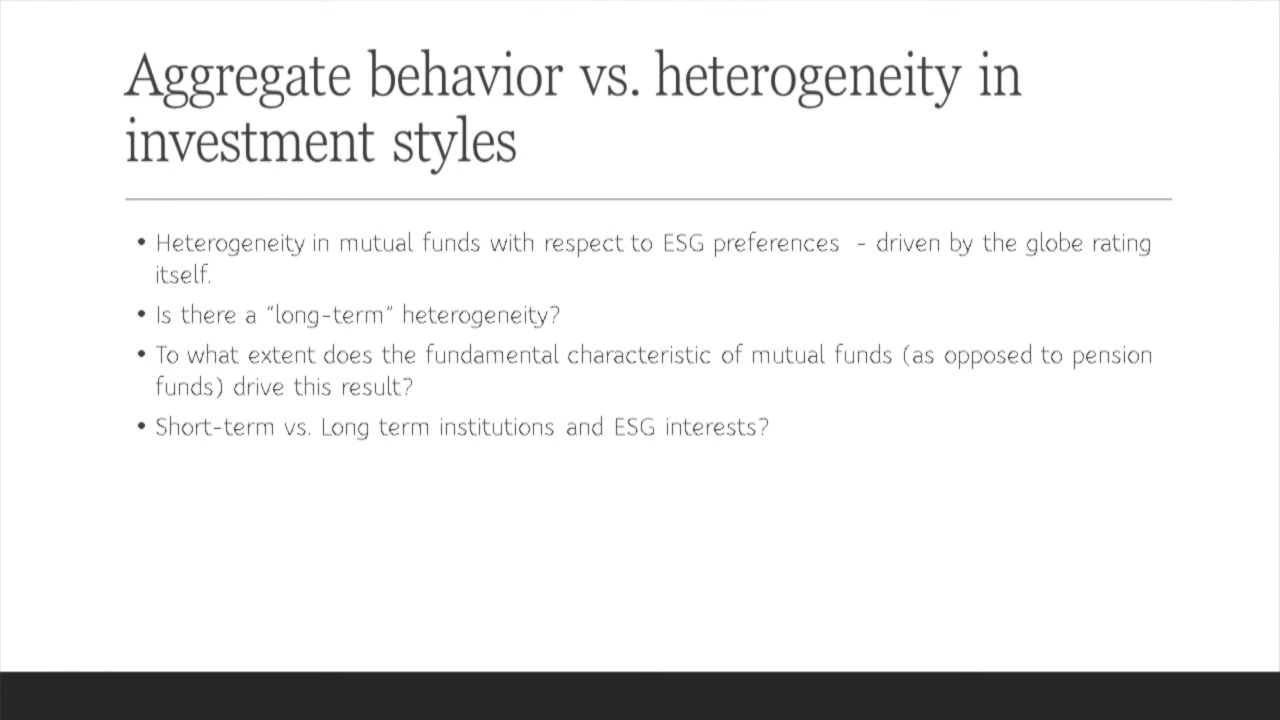 Aggregate behavior vs. heterogeneity in
investment styles
• Heterogeneity in mutual funds with respect to ESG preferences - driven by the globe rating
itself.
• Is there a “long-term” heterogeneity?
• To what extent does the fundamental characteristic of mutual funds (as opposed to pension
funds) drive this result?
• Short-term vs. Long term institutions and ESG interests?